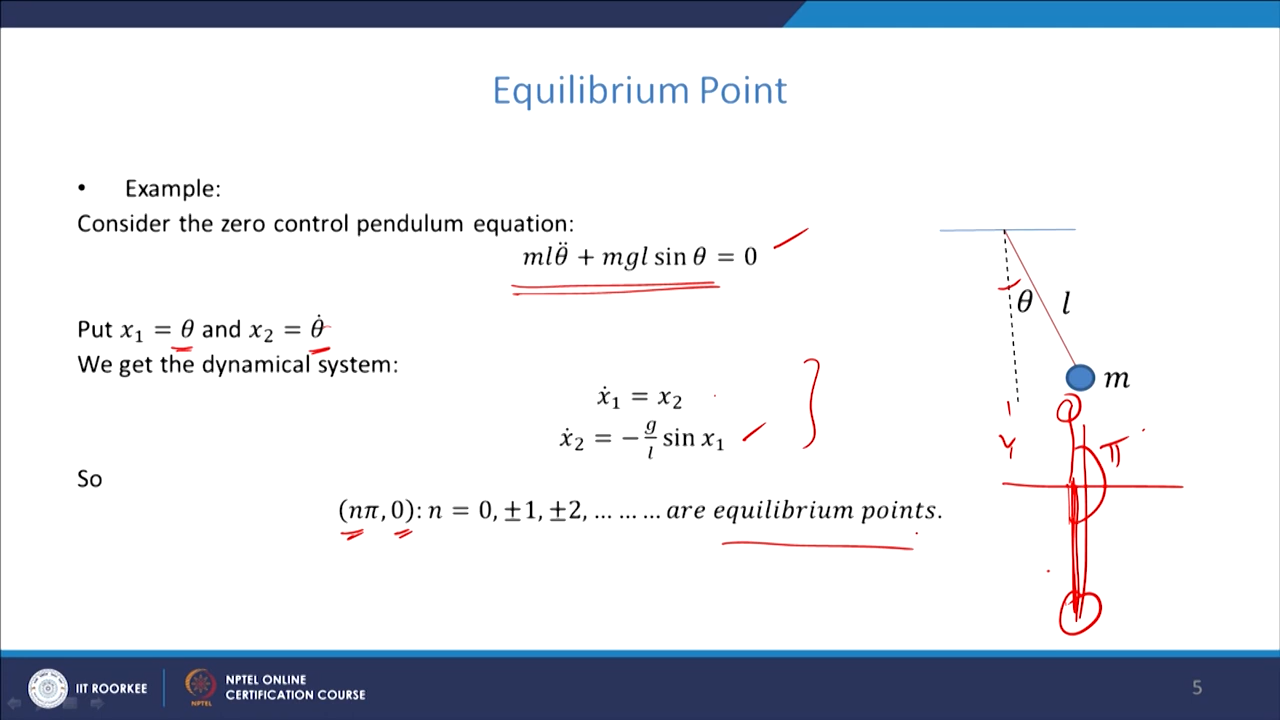 Equilibrium Point
• Example:
Consider the zero control pendulum equation:
mlθ̈ + mgl sin θ = 0
Put x₁ = θ and x₂ = θ̇
We get the dynamical system:
ẋ₁ = x₂
ẋ₂ = −g/l sin x₁
So
(nπ, 0): n = 0, ±1, ±2, … … … are equilibrium points.
θ l
m
π
IIT ROORKEE
NPTEL
NPTEL ONLINE
CERTIFICATION COURSE
5